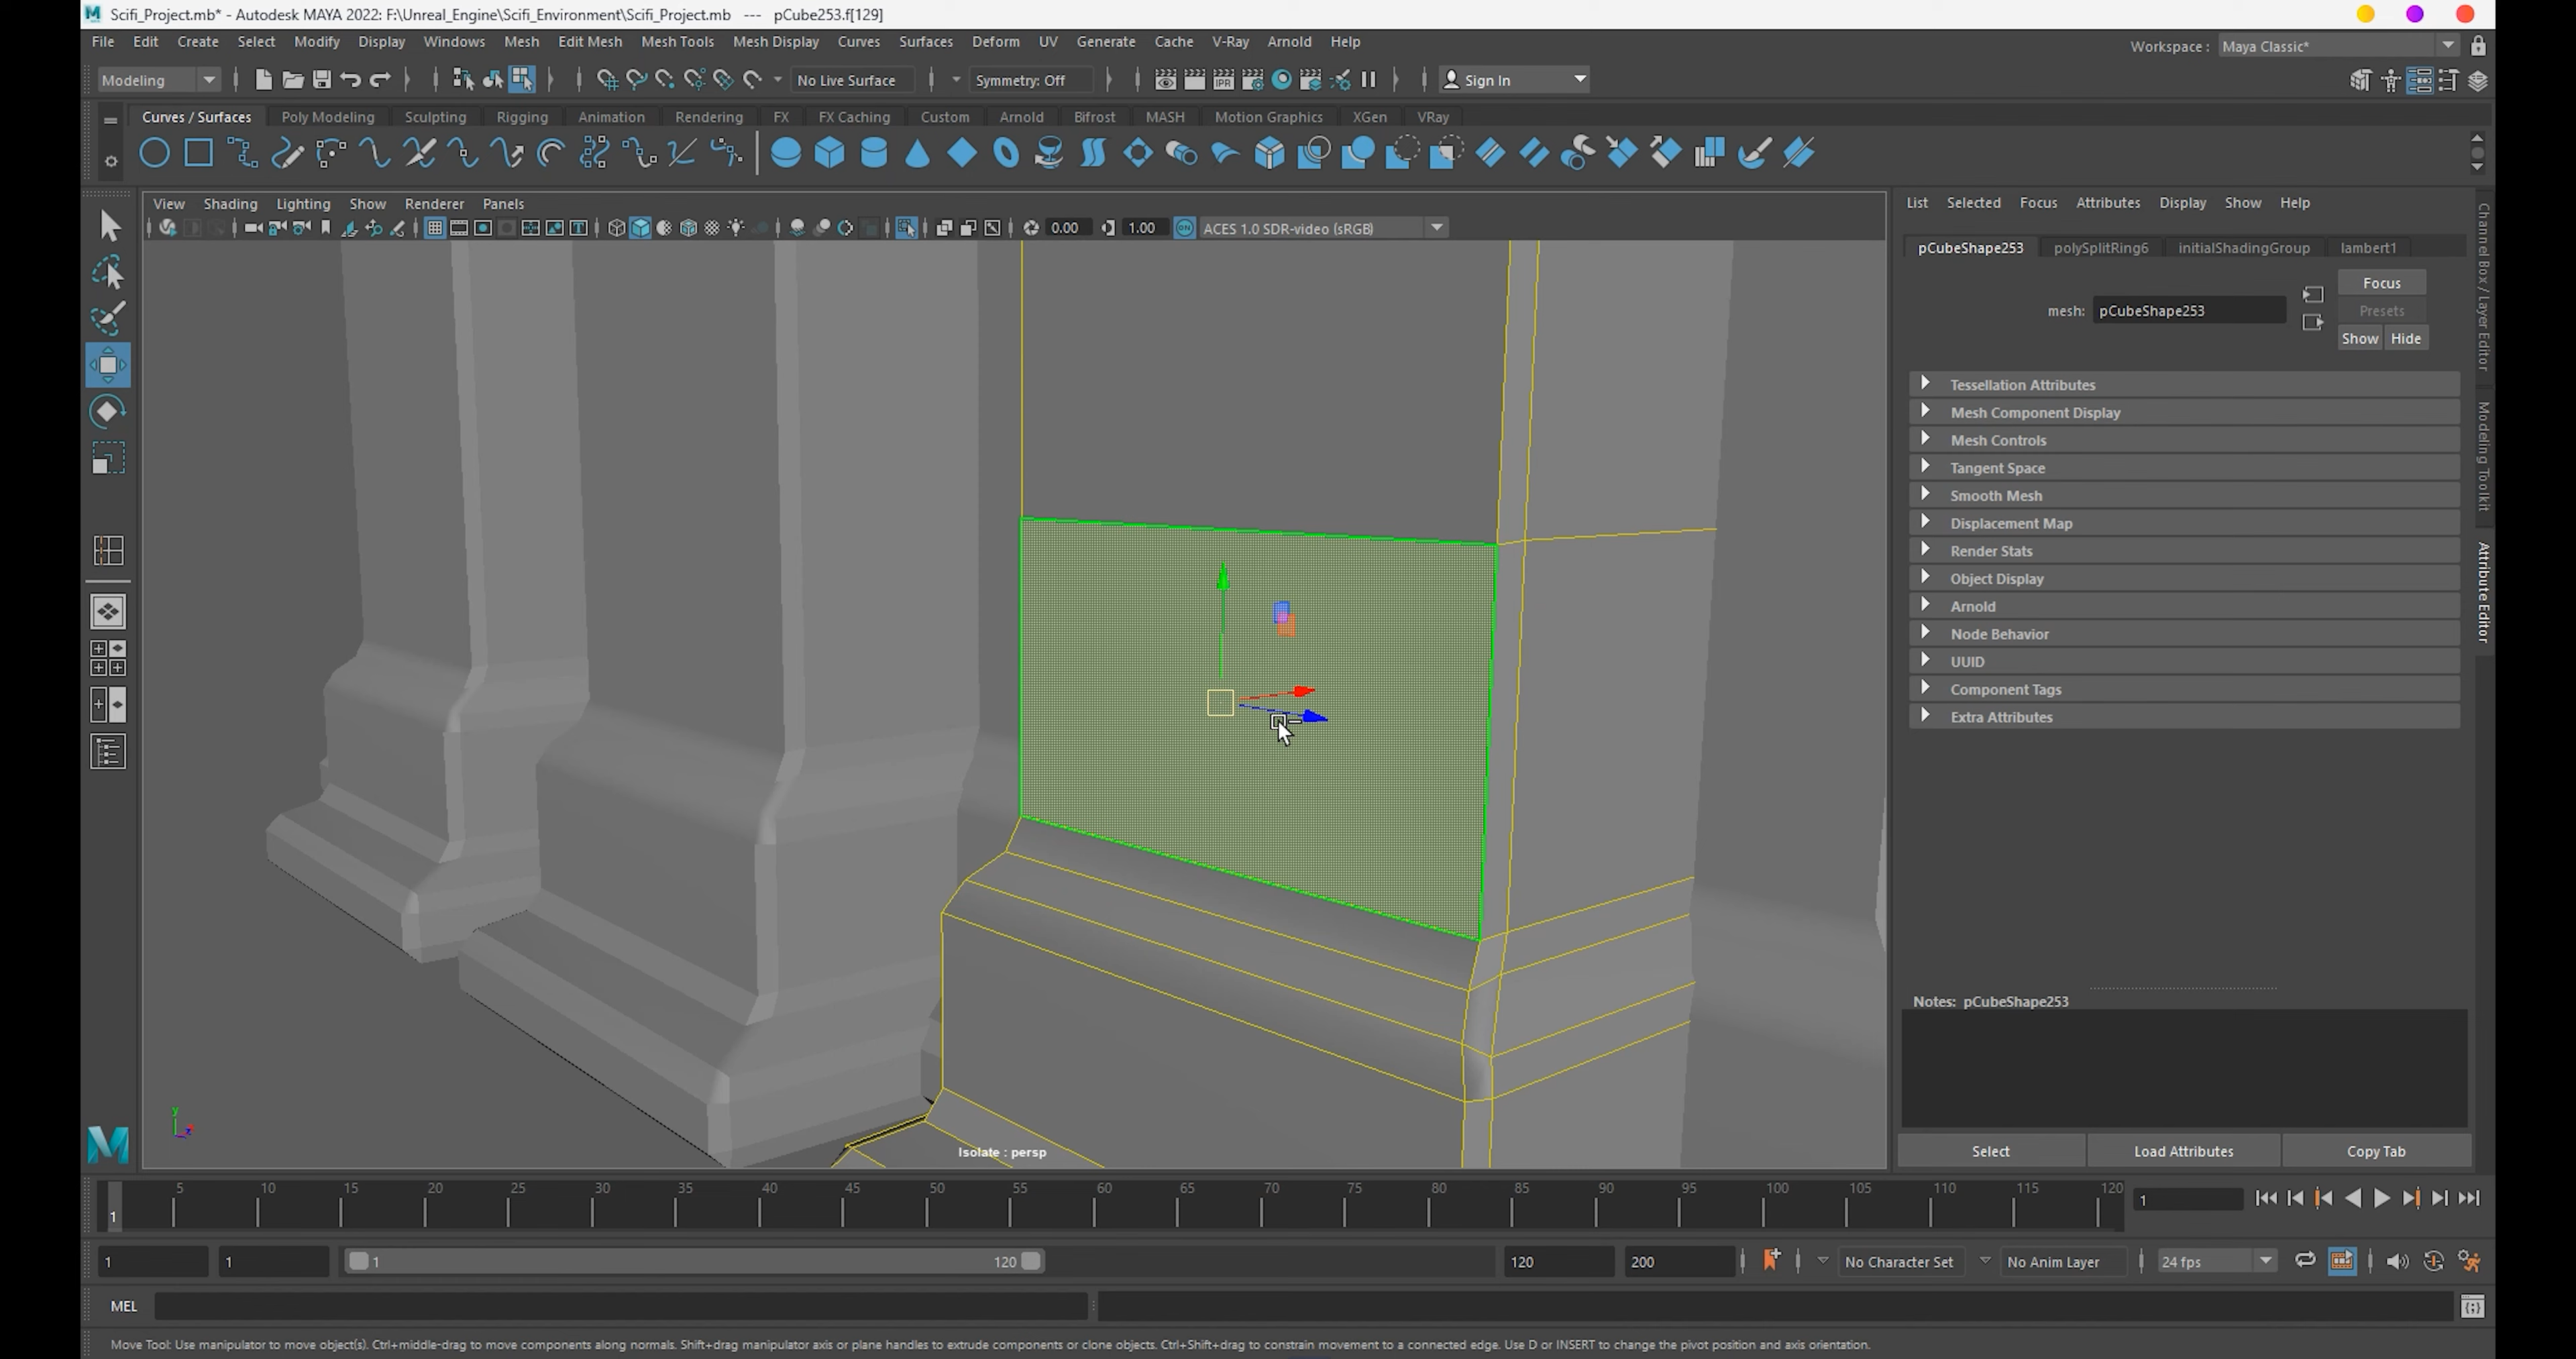 Scifi_Project.mb* - Autodesk MAYA 2022: F:\Unreal_Engine\Scifi_Environment\Scifi_Project.mb --- pCube253.f[129]
File Edit Create Select Modify Display Windows Mesh Edit Mesh Mesh Tools Mesh Display Curves Surfaces Deform UV Generate Cache V-Ray Arnold Help
Workspace : Maya Classic*
Modeling No Live Surface Symmetry: Off IPR Sign In
Curves / Surfaces Poly Modeling Sculpting Rigging Animation Rendering FX FX Caching Custom Arnold Bifrost MASH Motion Graphics XGen VRay
View Shading Lighting Show Renderer Panels
0.00 1.00 ON ACES 1.0 SDR-video (sRGB)
List Selected Focus Attributes Display Show Help
pCubeShape253 polySplitRing6 initialShadingGroup lambert1
Focus
mesh: pCubeShape253 Presets
Show Hide
Tessellation Attributes
Mesh Component Display
Mesh Controls
Tangent Space
Smooth Mesh
Displacement Map
Render Stats
Object Display
Arnold
Node Behavior
UUID
Component Tags
Extra Attributes
Channel Box / Layer Editor
Modeling Toolkit
Attribute Editor
Notes: pCubeShape253
y
z
Isolate : persp
Select Load Attributes Copy Tab
5 10 15 20 25 30 35 40 45 50 55 60 65 70 75 80 85 90 95 100 105 110 115 120
1 1
1 1 1 120 120 200 No Character Set No Anim Layer 24 fps
MEL
Move Tool: Use manipulator to move object(s). Ctrl+middle-drag to move components along normals. Shift+drag manipulator axis or plane handles to extrude components or clone objects. Ctrl+Shift+drag to constrain movement to a connected edge. Use D or INSERT to change the pivot position and axis orientation.